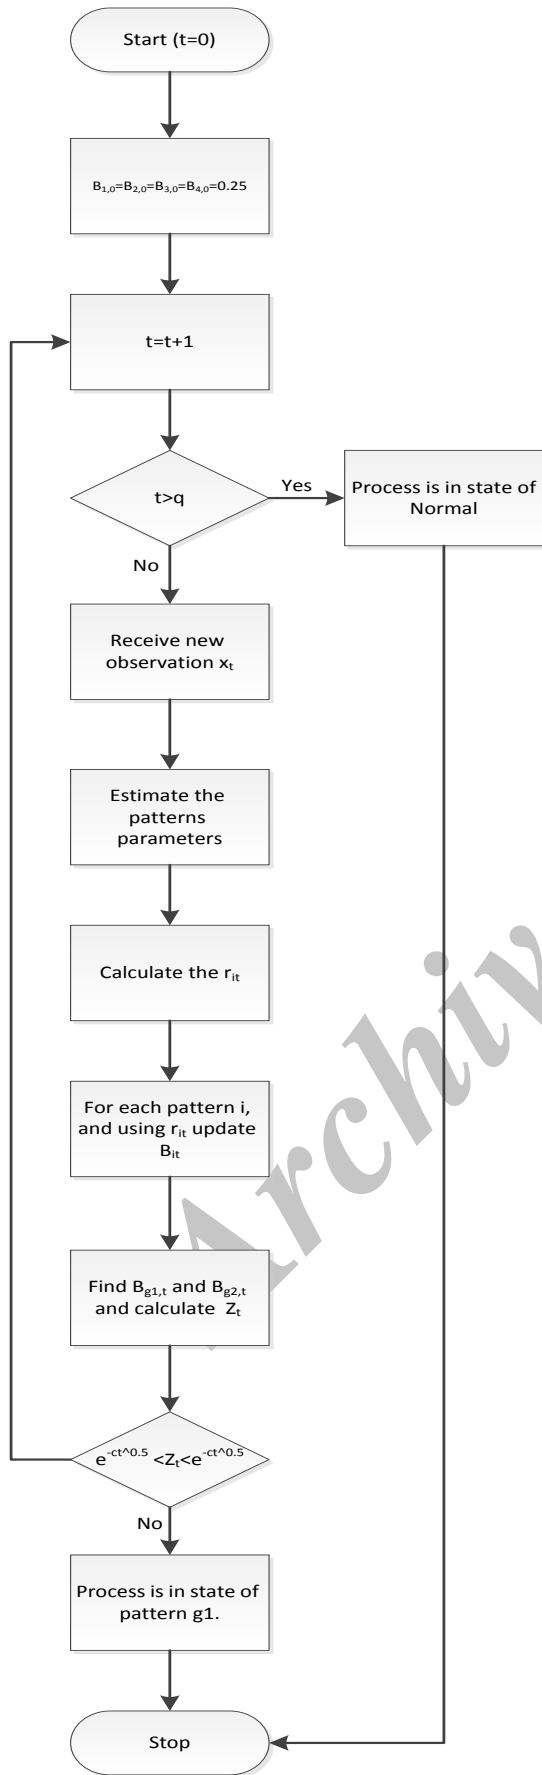 Start (t=0)
B₁,₀=B₂,₀=B₃,₀=B₄,₀=0.25
t=t+1
t>q
Yes
Process is in state of
Normal
No
Receive new
observation xₜ
Estimate the
patterns
parameters
Calculate the rᵢₜ
For each pattern i,
and using rᵢₜ update
Bᵢₜ
Find B_g1,t and B_g2,t
and calculate Zₜ
e^-ct^0.5 <Zₜ<e^-ct^0.5
No
Process is in state of
pattern g1.
Stop
Archiv